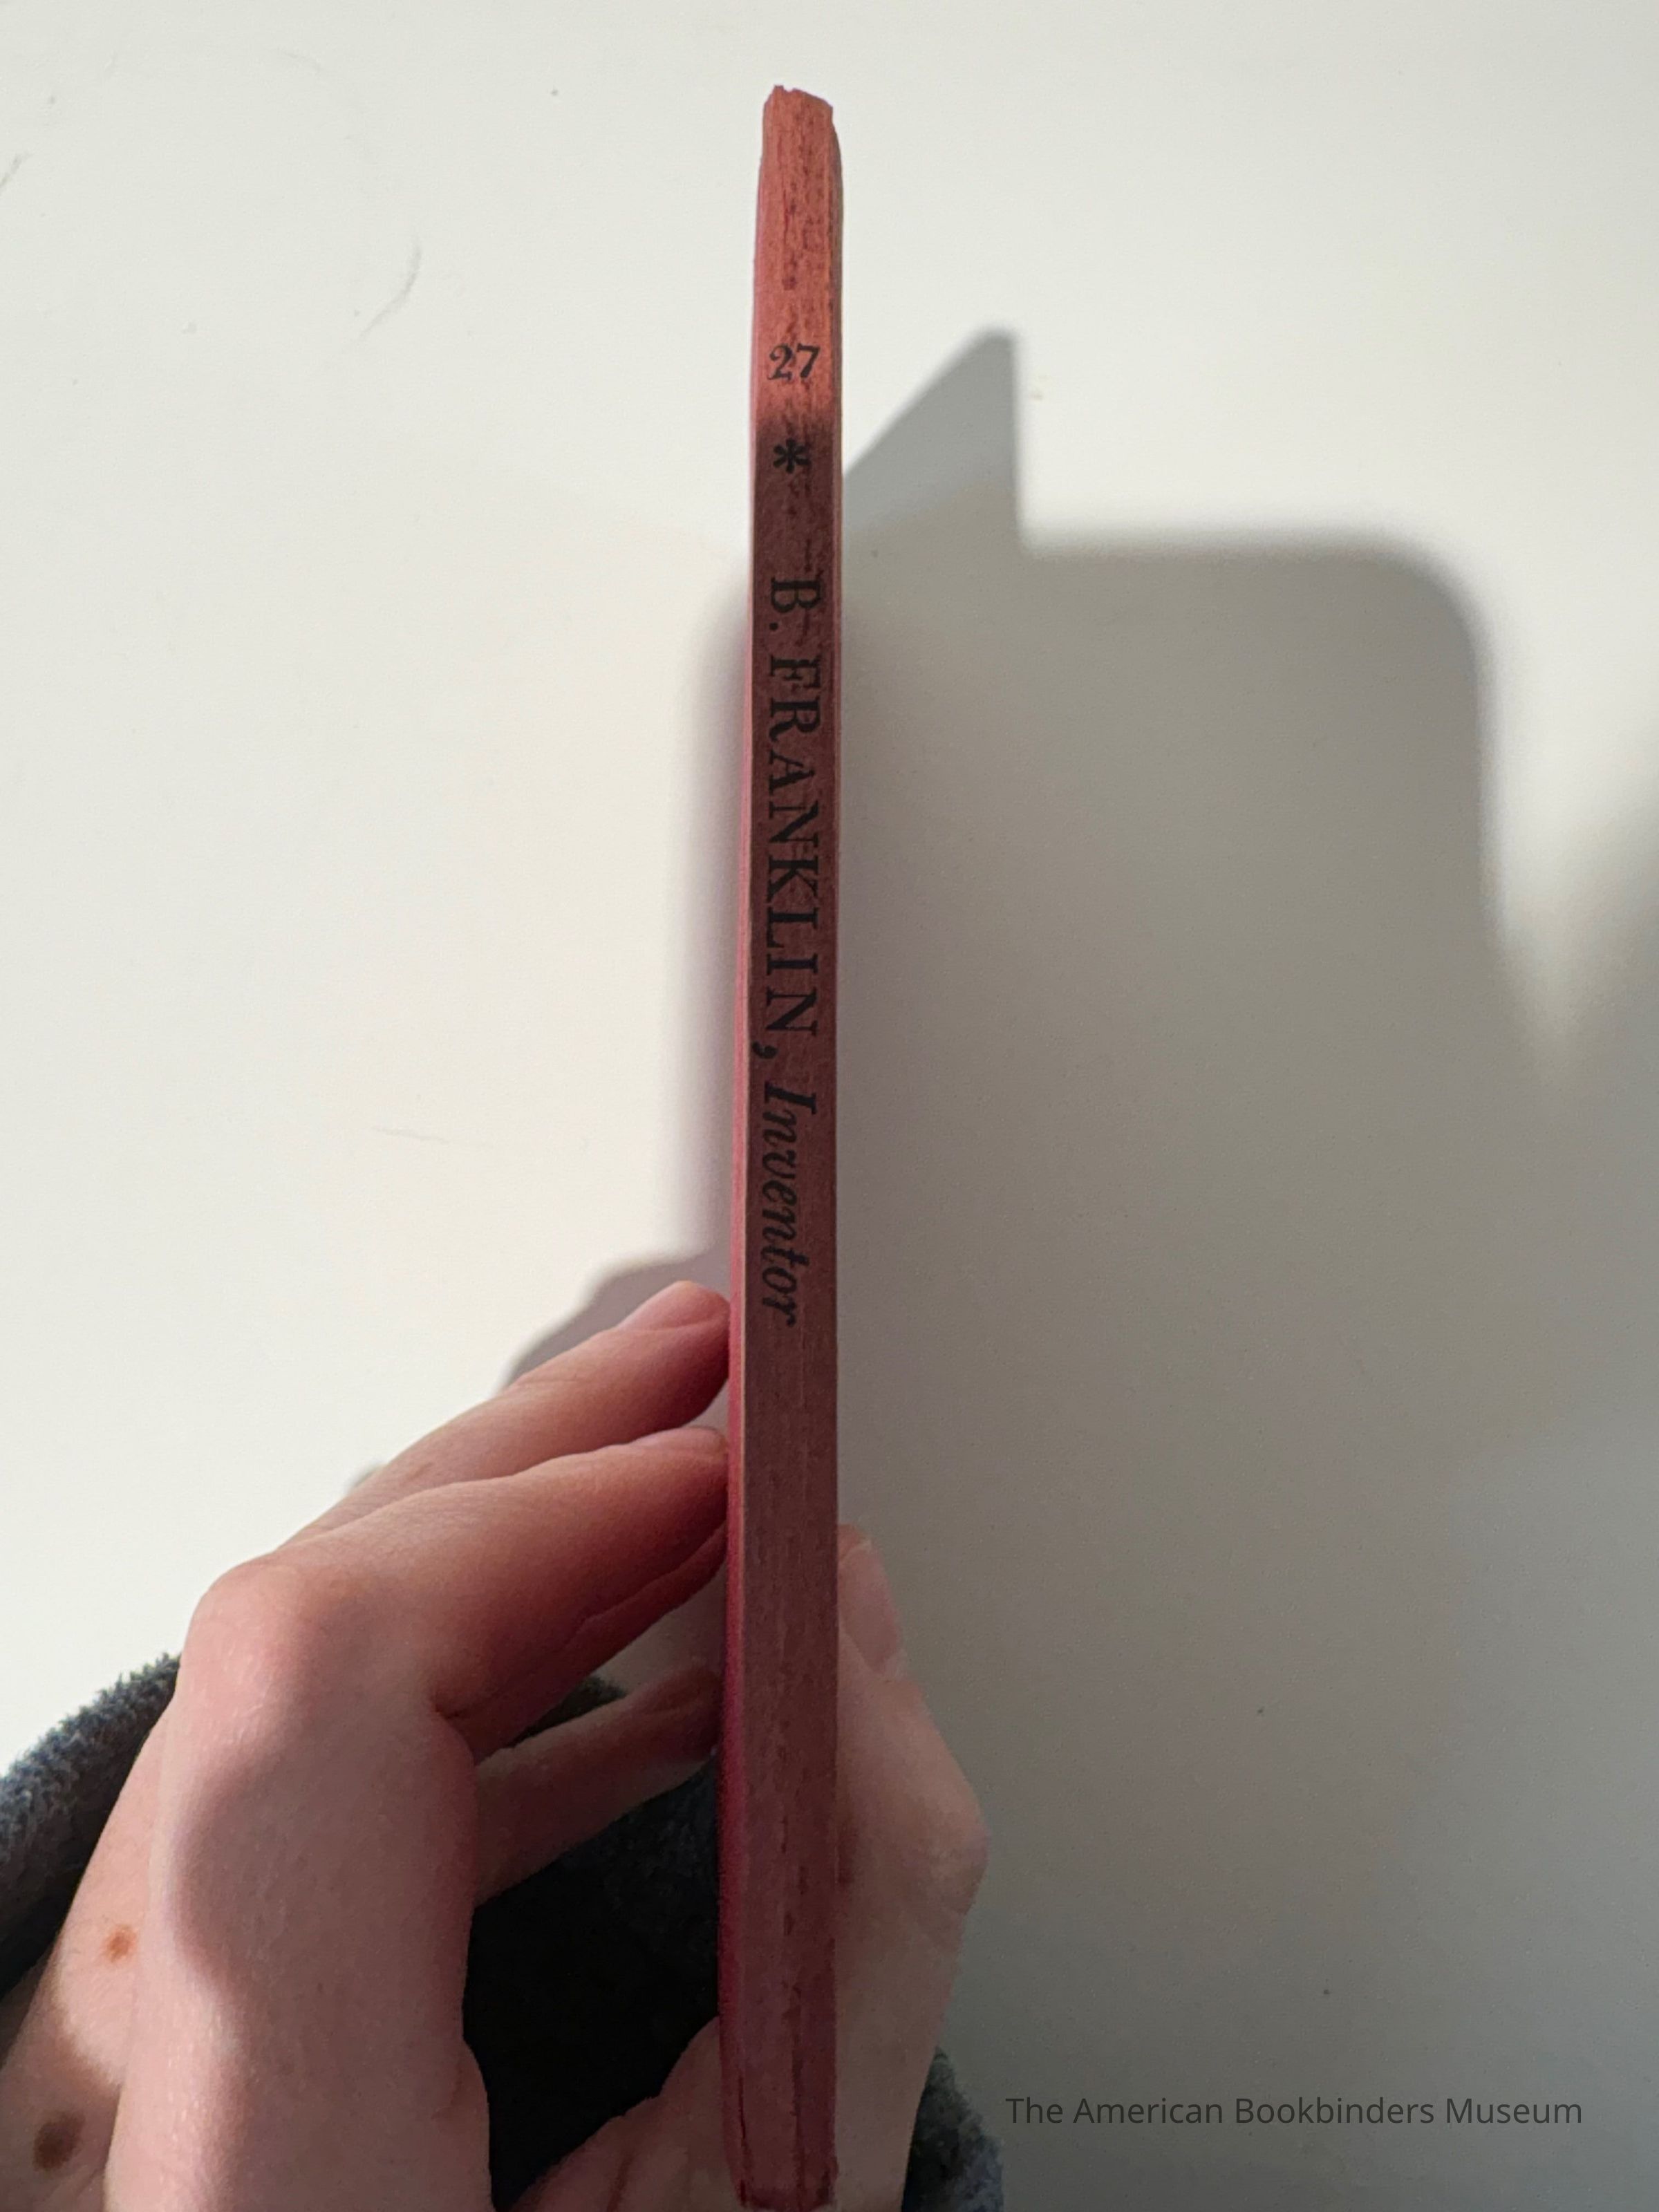 27 * B. FRANKLIN, Inventor
The American Bookbinders Museum